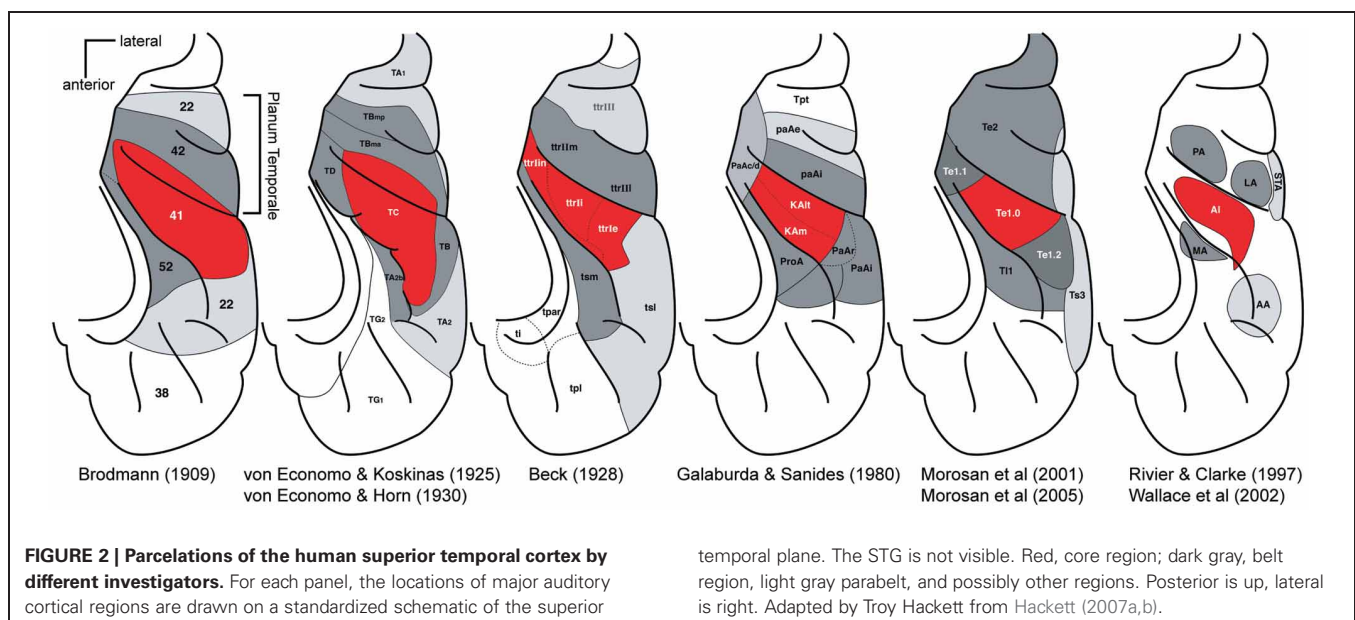 lateral
anterior
Planum Temporale
22
42
41
52
22
38
TA1
TBmp
TBma
TD
TC
TB
TA2b
TG2
TA2
TG1
ttrIII
ttrIIm
ttrIin
ttrIIl
ttrIi
ttrIe
tsm
tpar
ti
tsl
tpl
Tpt
paAe
PaAc/d
paAi
KAlt
KAm
PaAr
ProA
PaAi
Te2
Te1.1
Te1.0
Te1.2
TI1
Ts3
PA
LA
STA
AI
MA
AA
Brodmann (1909)
von Economo & Koskinas (1925)
von Economo & Horn (1930)
Beck (1928)
Galaburda & Sanides (1980)
Morosan et al (2001)
Morosan et al (2005)
Rivier & Clarke (1997)
Wallace et al (2002)
FIGURE 2 | Parcelations of the human superior temporal cortex by
different investigators. For each panel, the locations of major auditory
cortical regions are drawn on a standardized schematic of the superior
temporal plane. The STG is not visible. Red, core region; dark gray, belt
region, light gray parabelt, and possibly other regions. Posterior is up, lateral
is right. Adapted by Troy Hackett from Hackett (2007a,b).